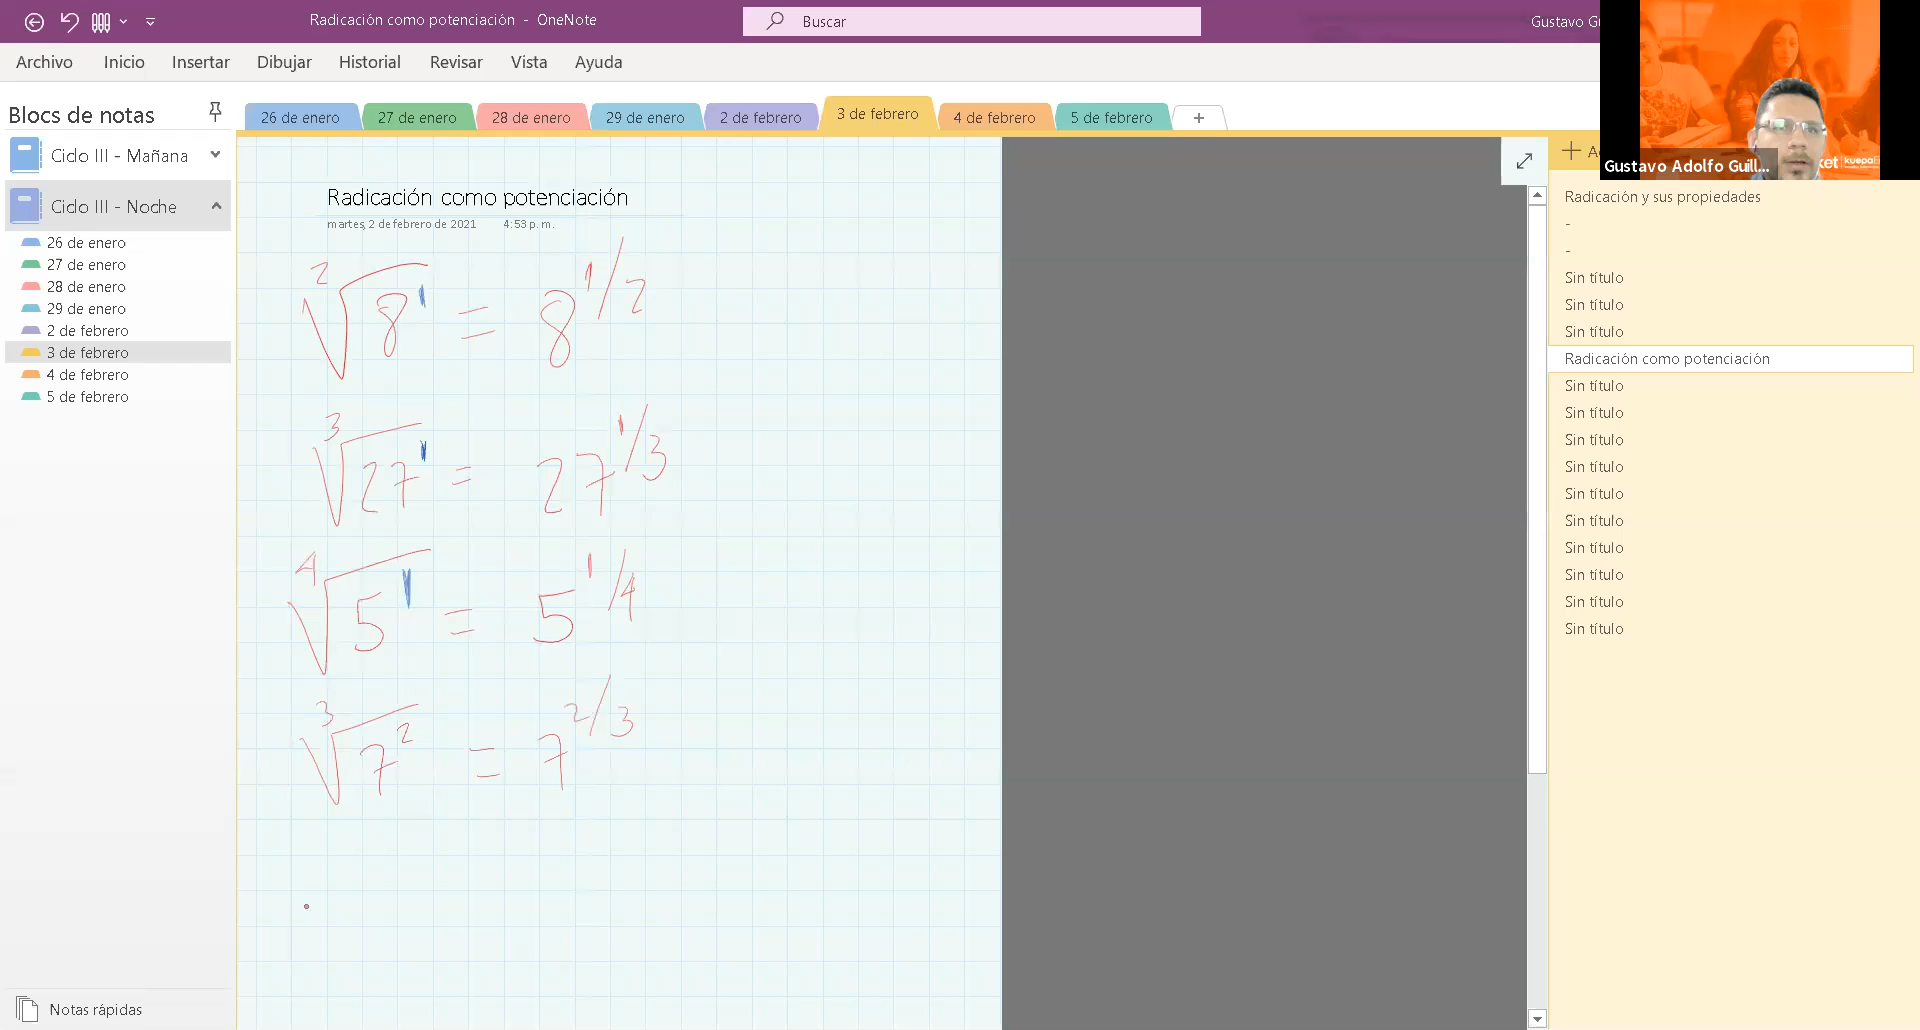 Radicación como potenciación - OneNote
Buscar
Gustavo Gu
Archivo Inicio Insertar Dibujar Historial Revisar Vista Ayuda
Blocs de notas
26 de enero 27 de enero 28 de enero 29 de enero 2 de febrero 3 de febrero 4 de febrero 5 de febrero +
Ciclo III - Mañana
Ciclo III - Noche
26 de enero
27 de enero
28 de enero
29 de enero
2 de febrero
3 de febrero
4 de febrero
5 de febrero
Notas rápidas
Radicación como potenciación
martes, 2 de febrero de 2021 4:53 p. m.
²√8¹ = 8^1/2
³√27¹ = 27^1/3
⁴√5¹ = 5^1/4
³√7² = 7^2/3
Gustavo Adolfo Guill...
ket kuepa
Radicación y sus propiedades
-
-
Sin título
Sin título
Sin título
Radicación como potenciación
Sin título
Sin título
Sin título
Sin título
Sin título
Sin título
Sin título
Sin título
Sin título
Sin título